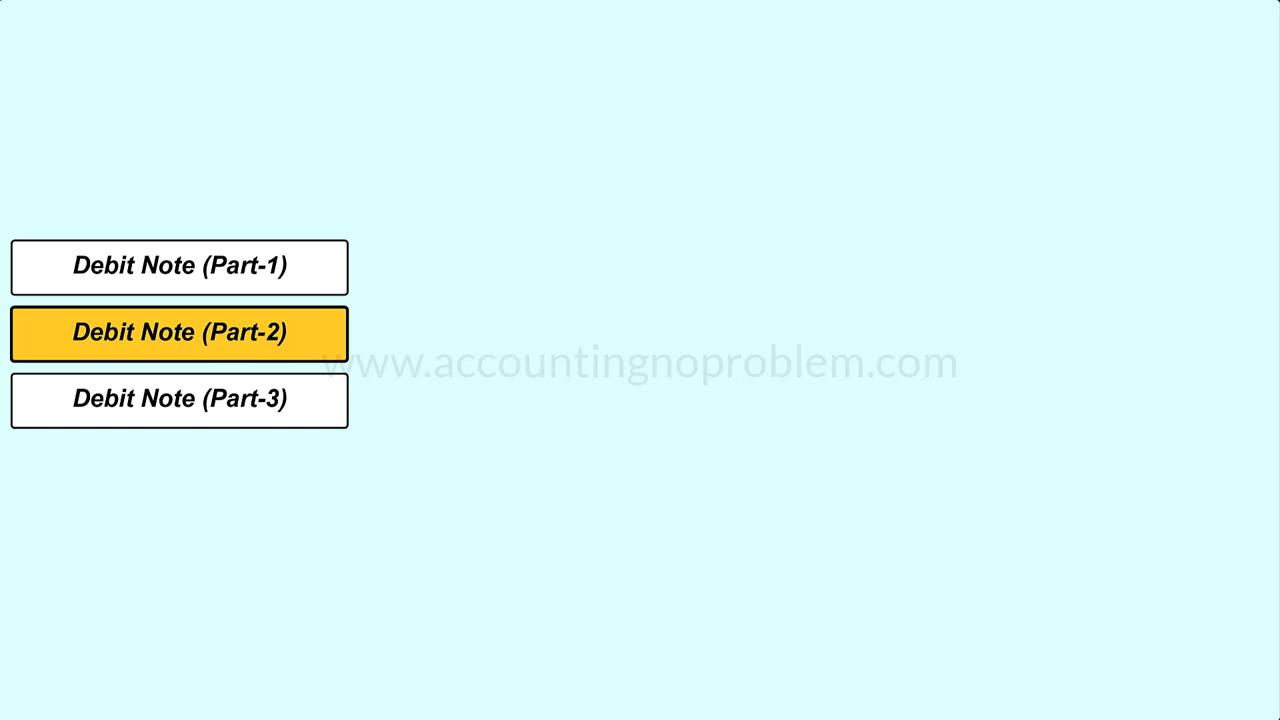 Debit Note (Part-1)
Debit Note (Part-2)
www.accountingnoproblem.com
Debit Note (Part-3)